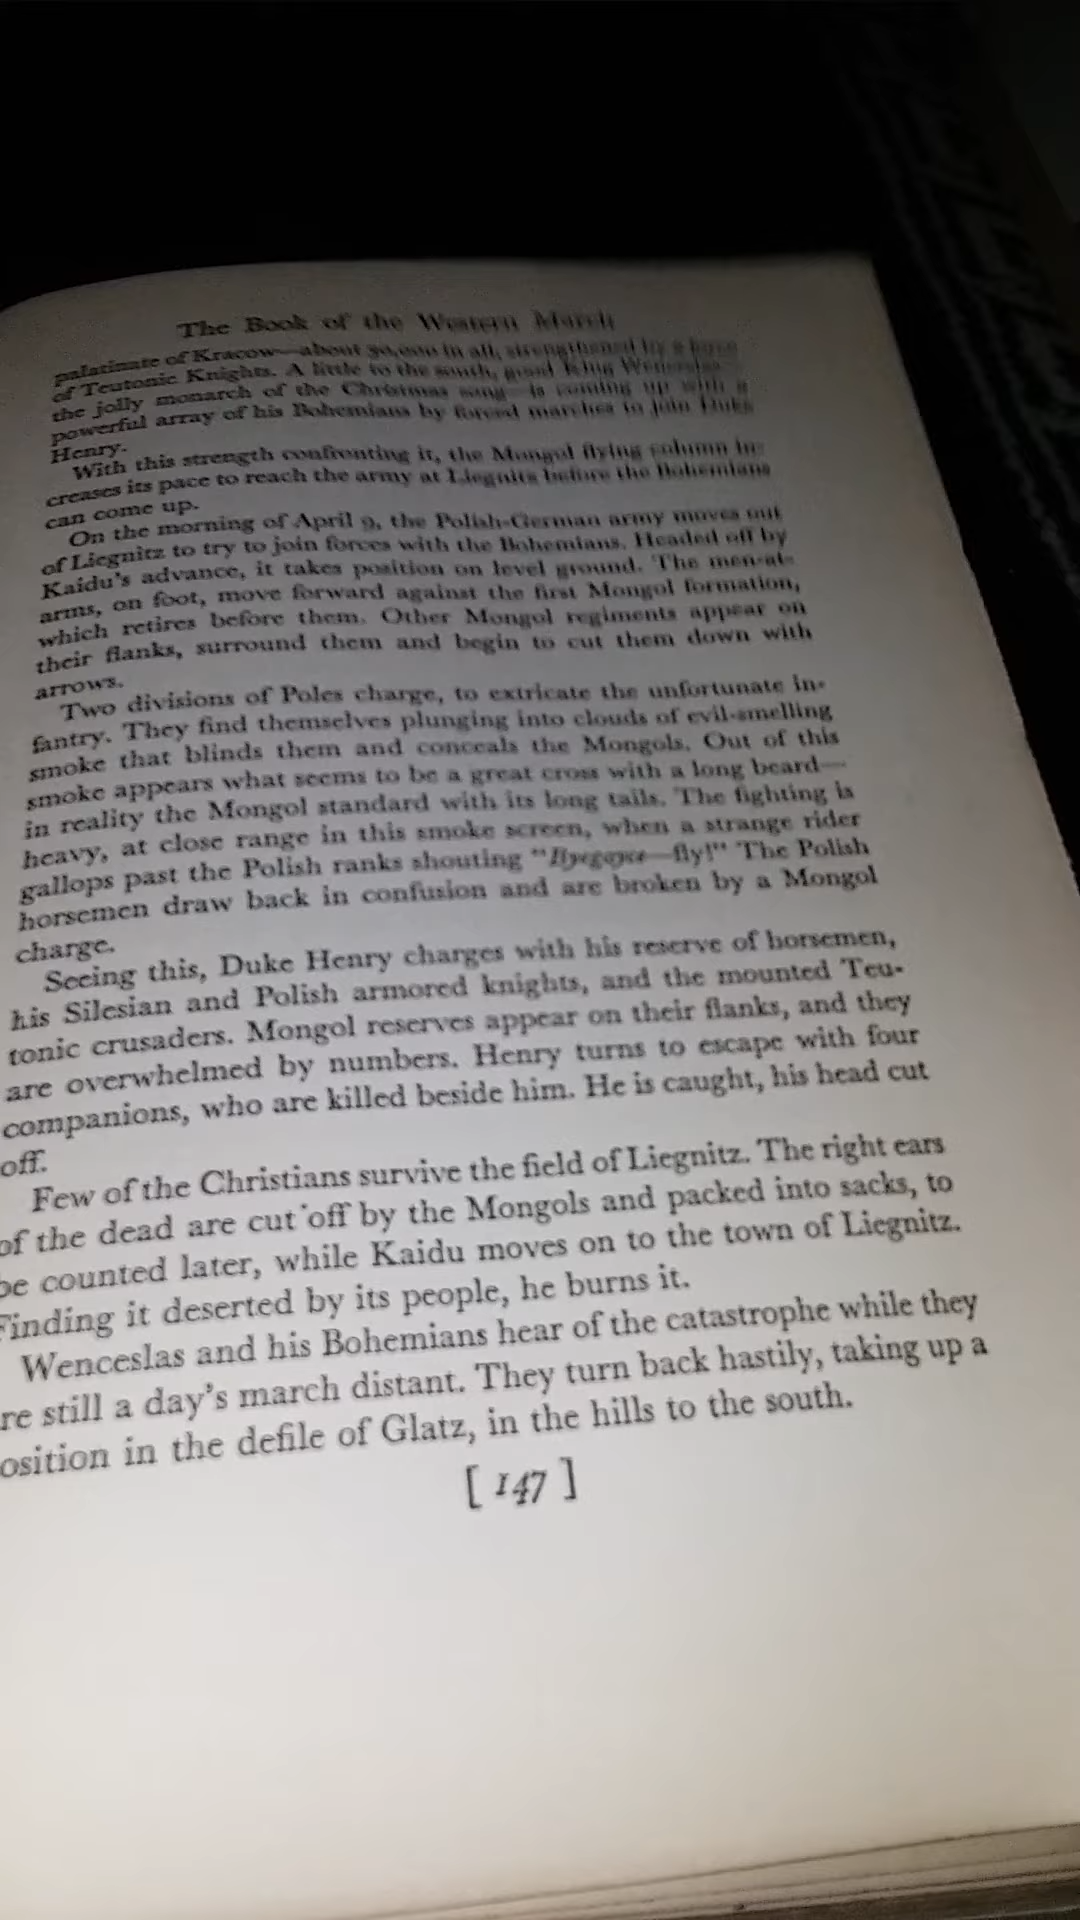 The Book of the Western March
palatinate of Kracow—about 30,000 in all, strengthened by a
of Teutonic Knights. A little to the south, good King Wenceslas—
the jolly monarch of the Christmas song—is coming up with a
powerful array of his Bohemians by forced marches to join Duke
Henry.
With this strength confronting it, the Mongol flying column in-
creases its pace to reach the army at Liegnitz before the Bohemians
can come up.
On the morning of April 9, the Polish-German army moves out
of Liegnitz to try to join forces with the Bohemians. Headed off by
Kaidu's advance, it takes position on level ground. The men-at-
arms, on foot, move forward against the first Mongol formation,
which retires before them. Other Mongol regiments appear on
their flanks, surround them and begin to cut them down with
arrows.
Two divisions of Poles charge, to extricate the unfortunate in-
fantry. They find themselves plunging into clouds of evil-smelling
smoke that blinds them and conceals the Mongols. Out of this
smoke appears what seems to be a great cross with a long beard—
in reality the Mongol standard with its long tails. The fighting is
heavy, at close range in this smoke screen, when a strange rider
gallops past the Polish ranks shouting "—fly!" The Polish
horsemen draw back in confusion and are broken by a Mongol
charge.
Seeing this, Duke Henry charges with his reserve of horsemen,
his Silesian and Polish armored knights, and the mounted Teu-
tonic crusaders. Mongol reserves appear on their flanks, and they
are overwhelmed by numbers. Henry turns to escape with four
companions, who are killed beside him. He is caught, his head cut
off.
Few of the Christians survive the field of Liegnitz. The right ears
of the dead are cut off by the Mongols and packed into sacks, to
be counted later, while Kaidu moves on to the town of Liegnitz.
Finding it deserted by its people, he burns it.
Wenceslas and his Bohemians hear of the catastrophe while they
re still a day's march distant. They turn back hastily, taking up a
osition in the defile of Glatz, in the hills to the south.
[ 147 ]